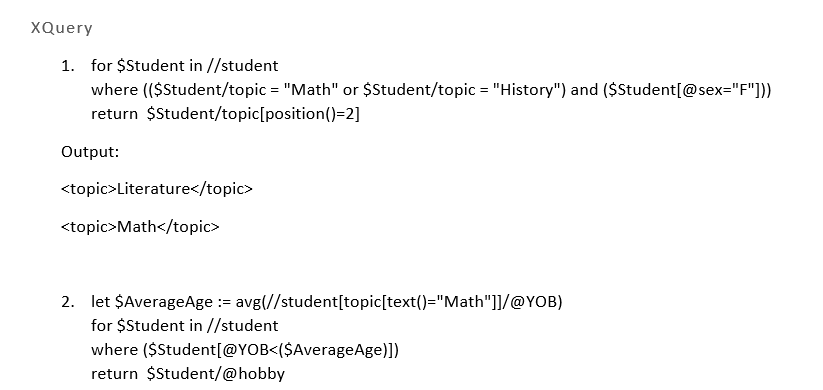 XQuery
1. for $Student in //student
where (($Student/topic = "Math" or $Student/topic = "History") and ($Student[@sex="F"]))
return $Student/topic[position()=2]
Output:
<topic>Literature</topic>
<topic>Math</topic>
2. let $AverageAge := avg(//student[topic[text()="Math"]]/@YOB)
for $Student in //student
where ($Student[@YOB<($AverageAge)])
return $Student/@hobby